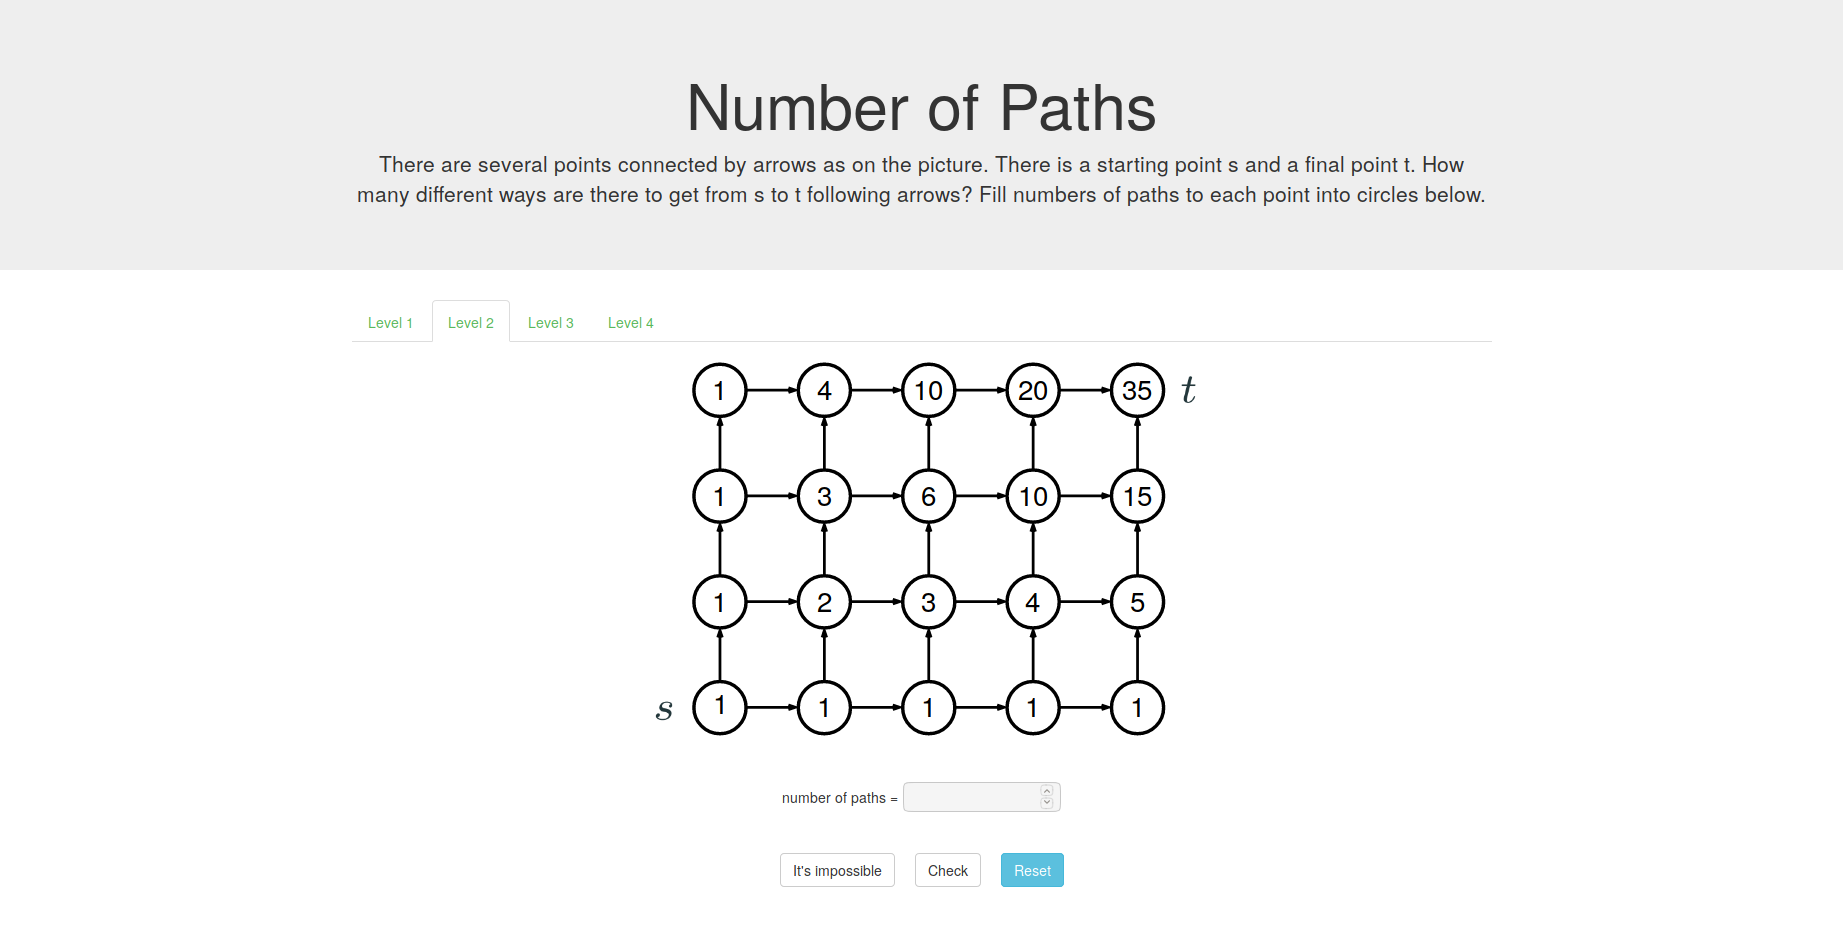 Number of Paths
There are several points connected by arrows as on the picture. There is a starting point s and a final point t. How
many different ways are there to get from s to t following arrows? Fill numbers of paths to each point into circles below.
Level 1 Level 2 Level 3 Level 4
1 4 10 20 35 t
1 3 6 10 15
1 2 3 4 5
s 1 1 1 1 1
number of paths =
It's impossible Check Reset